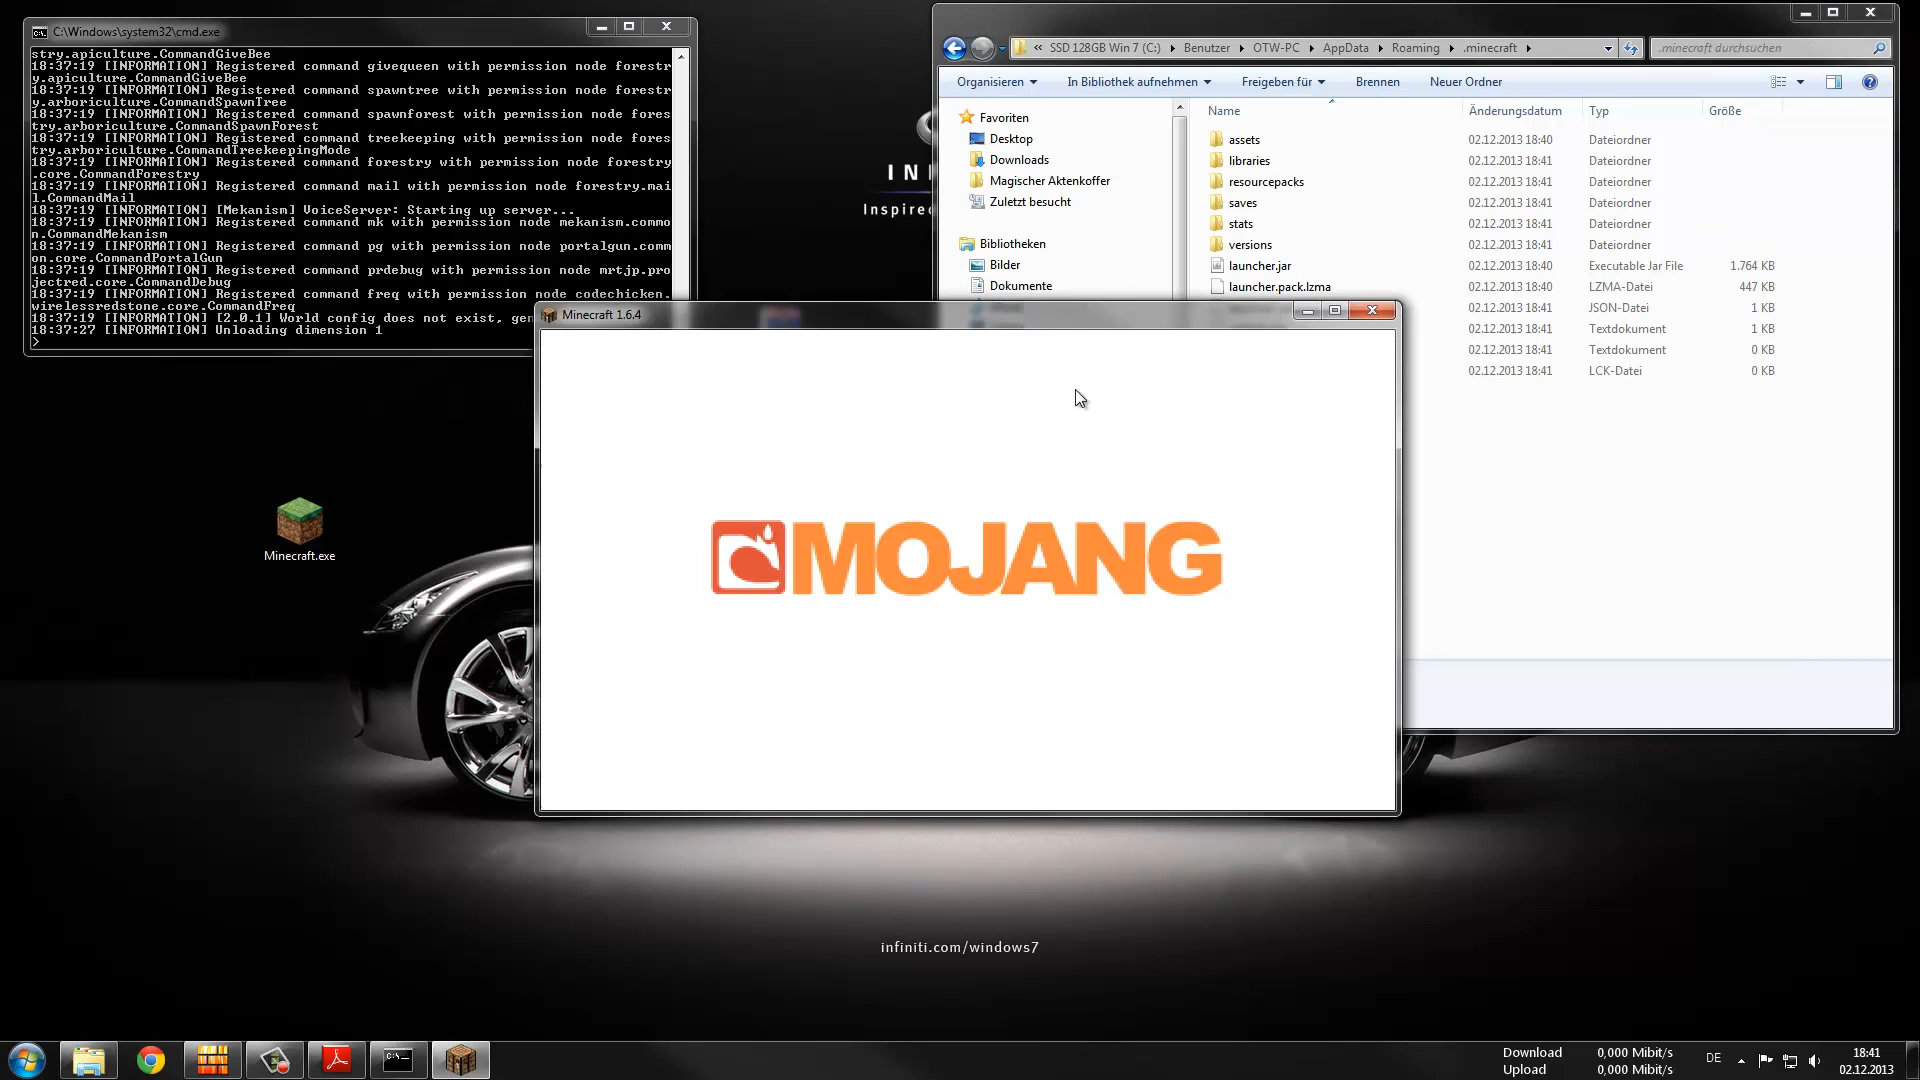 C:\Windows\system32\cmd.exe
stry.apiculture.CommandGiveBee
18:37:19 [INFORMATION] Registered command givequeen with permission node forestr
y.apiculture.CommandGiveBee
18:37:19 [INFORMATION] Registered command spawntree with permission node forestr
y.arboriculture.CommandSpawnTree
18:37:19 [INFORMATION] Registered command spawnforest with permission node fores
try.arboriculture.CommandSpawnForest
18:37:19 [INFORMATION] Registered command treekeeping with permission node fores
try.arboriculture.CommandTreekeepingMode
18:37:19 [INFORMATION] Registered command forestry with permission node forestry
.core.CommandForestry
18:37:19 [INFORMATION] Registered command mail with permission node forestry.mai
l.CommandMail
18:37:19 [INFORMATION] [Mekanism] VoiceServer: Starting up server...
18:37:19 [INFORMATION] Registered command mk with permission node mekanism.commo
n.CommandMekanism
18:37:19 [INFORMATION] Registered command pg with permission node portalgun.comm
on.core.CommandPortalGun
18:37:19 [INFORMATION] Registered command prdebug with permission node mrtjp.pro
jectred.core.CommandDebug
18:37:19 [INFORMATION] Registered command freq with permission node codechicken.
wirelessredstone.core.CommandFreq
18:37:19 [INFORMATION] [2.0.1] World config does not exist, gen
18:37:27 [INFORMATION] Unloading dimension 1
>
IN
Inspire
« SSD 128GB Win 7 (C:) Benutzer OTW-PC AppData Roaming .minecraft
.minecraft durchsuchen
Organisieren In Bibliothek aufnehmen Freigeben für Brennen Neuer Ordner
Favoriten
Desktop
Downloads
Magischer Aktenkoffer
Zuletzt besucht
Bibliotheken
Bilder
Dokumente
Name Änderungsdatum Typ Größe
assets 02.12.2013 18:40 Dateiordner
libraries 02.12.2013 18:41 Dateiordner
resourcepacks 02.12.2013 18:41 Dateiordner
saves 02.12.2013 18:41 Dateiordner
stats 02.12.2013 18:41 Dateiordner
versions 02.12.2013 18:41 Dateiordner
launcher.jar 02.12.2013 18:40 Executable Jar File 1.764 KB
launcher.pack.lzma 02.12.2013 18:40 LZMA-Datei 447 KB
02.12.2013 18:41 JSON-Datei 1 KB
02.12.2013 18:41 Textdokument 1 KB
02.12.2013 18:41 Textdokument 0 KB
02.12.2013 18:41 LCK-Datei 0 KB
Minecraft 1.6.4
MOJANG
Minecraft.exe
infiniti.com/windows7
Download 0,000 Mibit/s
Upload 0,000 Mibit/s
DE
18:41
02.12.2013